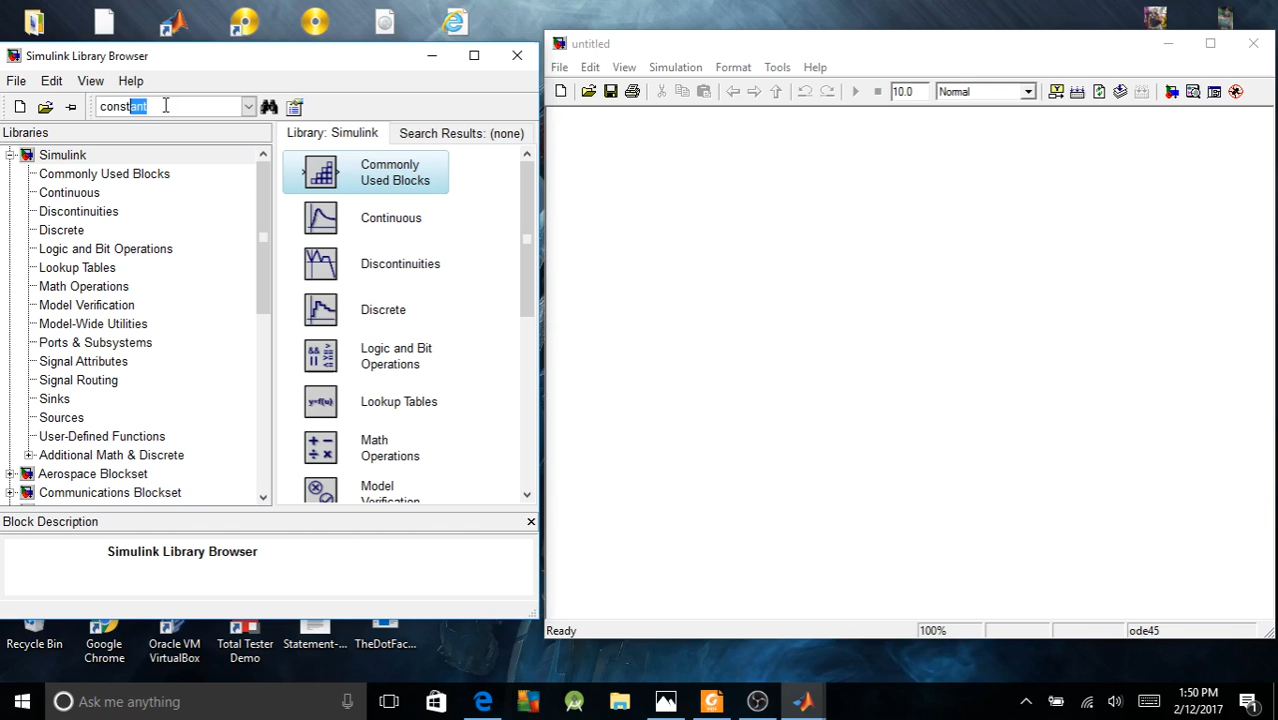 Simulink Library Browser
File Edit View Help
constant
Libraries
Library: Simulink
Search Results: (none)
Simulink
Commonly Used Blocks
Continuous
Discontinuities
Discrete
Logic and Bit Operations
Lookup Tables
Math Operations
Model Verification
Model-Wide Utilities
Ports & Subsystems
Signal Attributes
Signal Routing
Sinks
Sources
User-Defined Functions
Additional Math & Discrete
Aerospace Blockset
Communications Blockset
Commonly
Used Blocks
Continuous
Discontinuities
Discrete
Logic and Bit
Operations
&& >
|| <=
Lookup Tables
y=f(u)
Math
Operations
+ −
÷ ×
Model
Verification
Block Description
Simulink Library Browser
untitled
File Edit View Simulation Format Tools Help
10.0
Normal
Ready
100%
ode45
Recycle Bin
Google
Chrome
Oracle VM
VirtualBox
Total Tester
Demo
Statement-...
TheDotFac...
Ask me anything
1:50 PM
2/12/2017
1